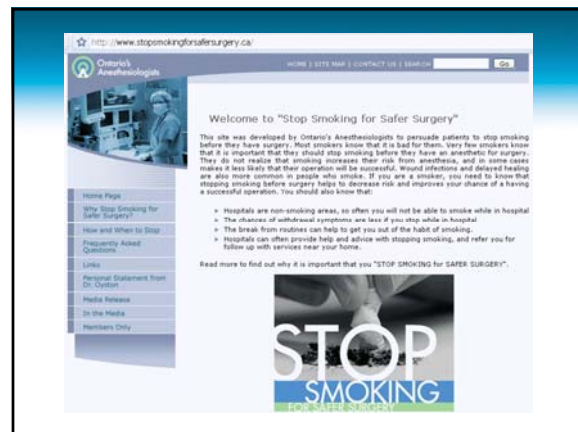 http://www.stopsmokingforsafersurgery.ca/
Ontario's
Anesthesiologists
HOME | SITE MAP | CONTACT US | SEARCH
Go
Welcome to "Stop Smoking for Safer Surgery"
This site was developed by Ontario's Anesthesiologists to persuade patients to stop smoking
before they have surgery. Most smokers know that it is bad for them. Very few smokers know
that it is important that they should stop smoking before they have an anesthetic for surgery.
They do not realize that smoking increases their risk from anesthesia, and in some cases
makes it less likely that their operation will be successful. Wound infections and delayed healing
are also more common in people who smoke. If you are a smoker, you need to know that
stopping smoking before surgery helps to decrease risk and improves your chance of a having
a successful operation. You should also know that:
» Hospitals are non-smoking areas, so often you will not be able to smoke while in hospital
» The chances of withdrawal symptoms are less if you stop while in hospital
» The break from routines can help to get you out of the habit of smoking.
» Hospitals can often provide help and advice with stopping smoking, and refer you for
follow up with services near your home.
Read more to find out why it is important that you "STOP SMOKING for SAFER SURGERY".
Home Page
Why Stop Smoking for
Safer Surgery?
How and When to Stop
Frequently Asked
Questions
Links
Personal Statement from
Dr. Oyston
Media Release
In the Media
Members Only
STOP
SMOKING
FOR SAFER SURGERY